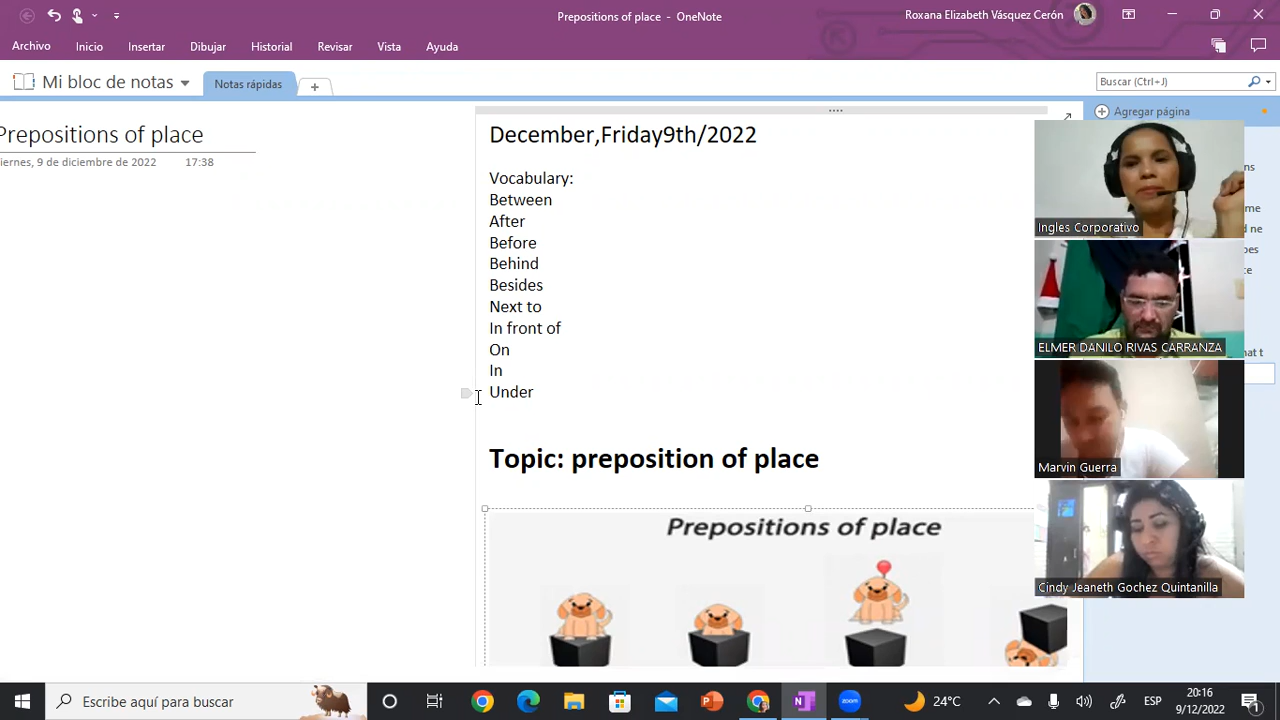 Prepositions of place - OneNote
Roxana Elizabeth Vásquez Cerón
Archivo Inicio Insertar Dibujar Historial Revisar Vista Ayuda
Mi bloc de notas
Notas rápidas
+
Buscar (Ctrl+J)
Agregar página
Prepositions of place
iernes, 9 de diciembre de 2022 17:38
December,Friday9th/2022
Vocabulary:
Between
After
Before
Behind
Besides
Next to
In front of
On
In
Under
Topic: preposition of place
Prepositions of place
Ingles Corporativo
ELMER DANILO RIVAS CARRANZA
Marvin Guerra
Cindy Jeaneth Gochez Quintanilla
Escribe aquí para buscar
zoom
24°C
ESP
20:16
9/12/2022